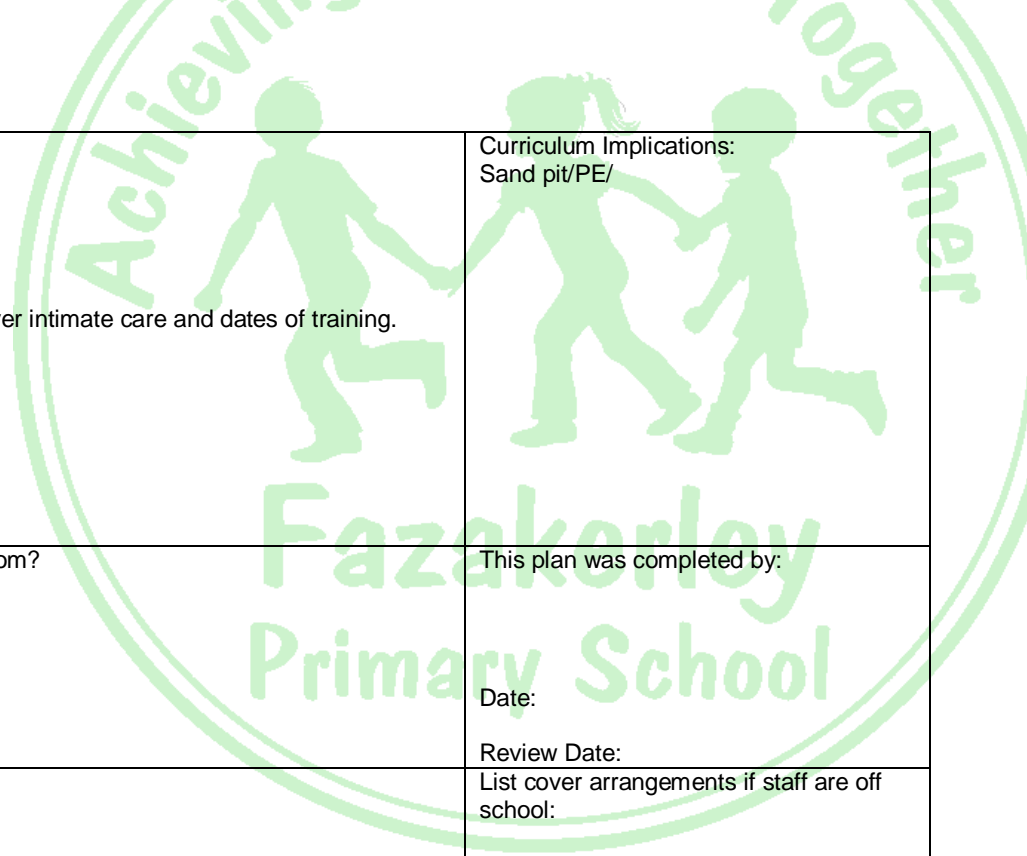 Achieving
Together
Curriculum Implications:
Sand pit/PE/
er intimate care and dates of training.
Fazakerley
Primary School
om?
This plan was completed by:
Date:
Review Date:
List cover arrangements if staff are off
school: